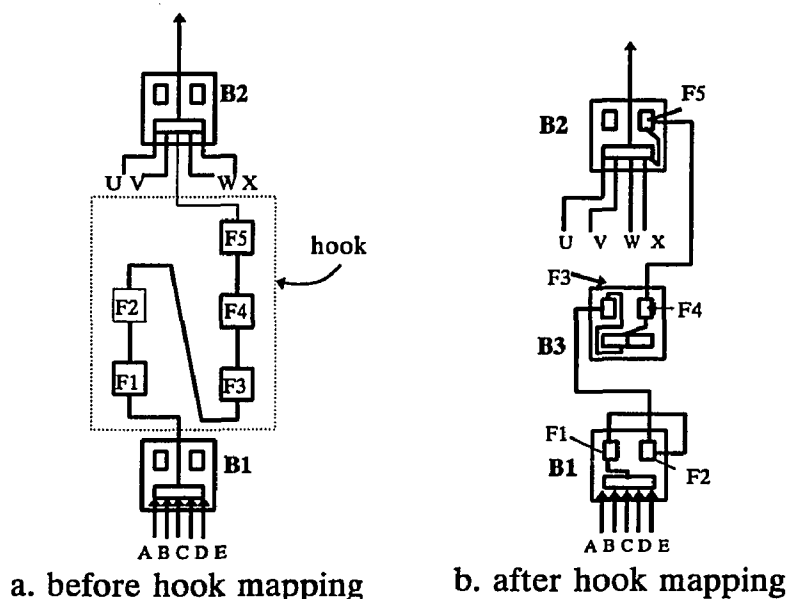 B2
U V W X
F5
hook
F2
F4
F1
F3
B1
A B C D E
a. before hook mapping
F5
B2
U V W X
F3
F4
B3
F1
B1
F2
A B C D E
b. after hook mapping